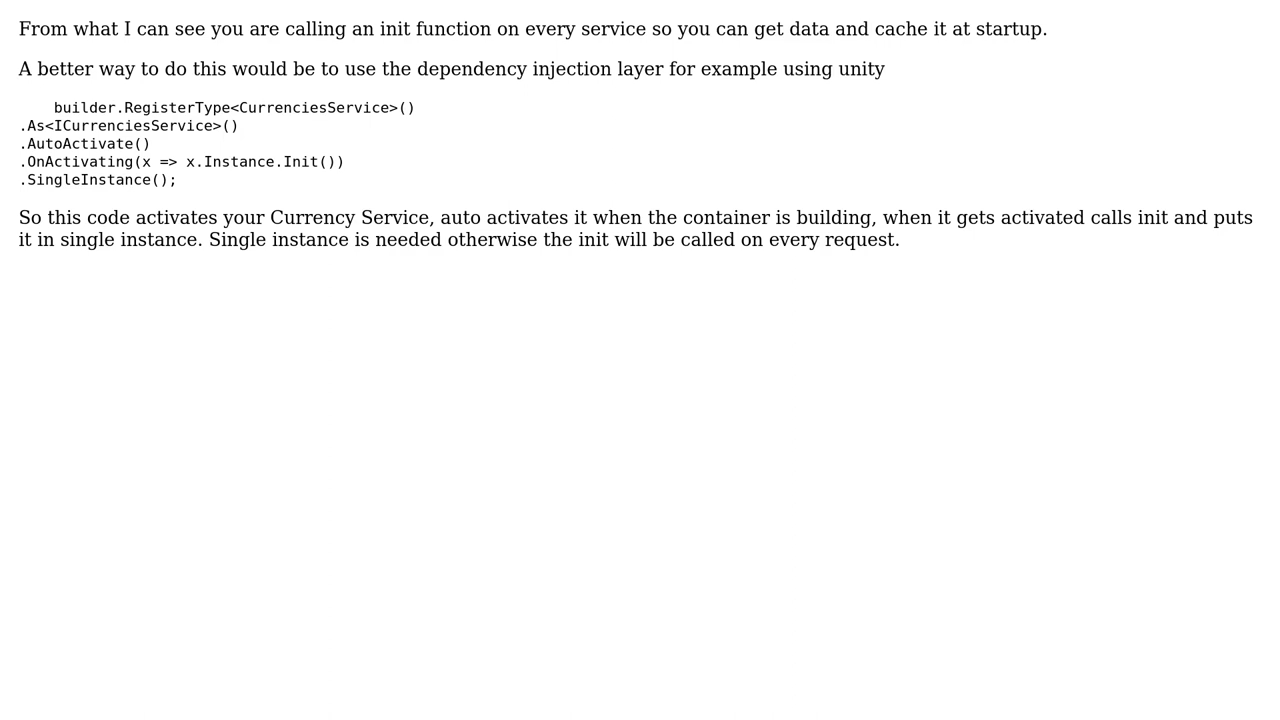 From what I can see you are calling an init function on every service so you can get data and cache it at startup.
A better way to do this would be to use the dependency injection layer for example using unity
builder.RegisterType<CurrenciesService>()
.As<ICurrenciesService>()
.AutoActivate()
.OnActivating(x => x.Instance.Init())
.SingleInstance();
So this code activates your Currency Service, auto activates it when the container is building, when it gets activated calls init and puts
it in single instance. Single instance is needed otherwise the init will be called on every request.